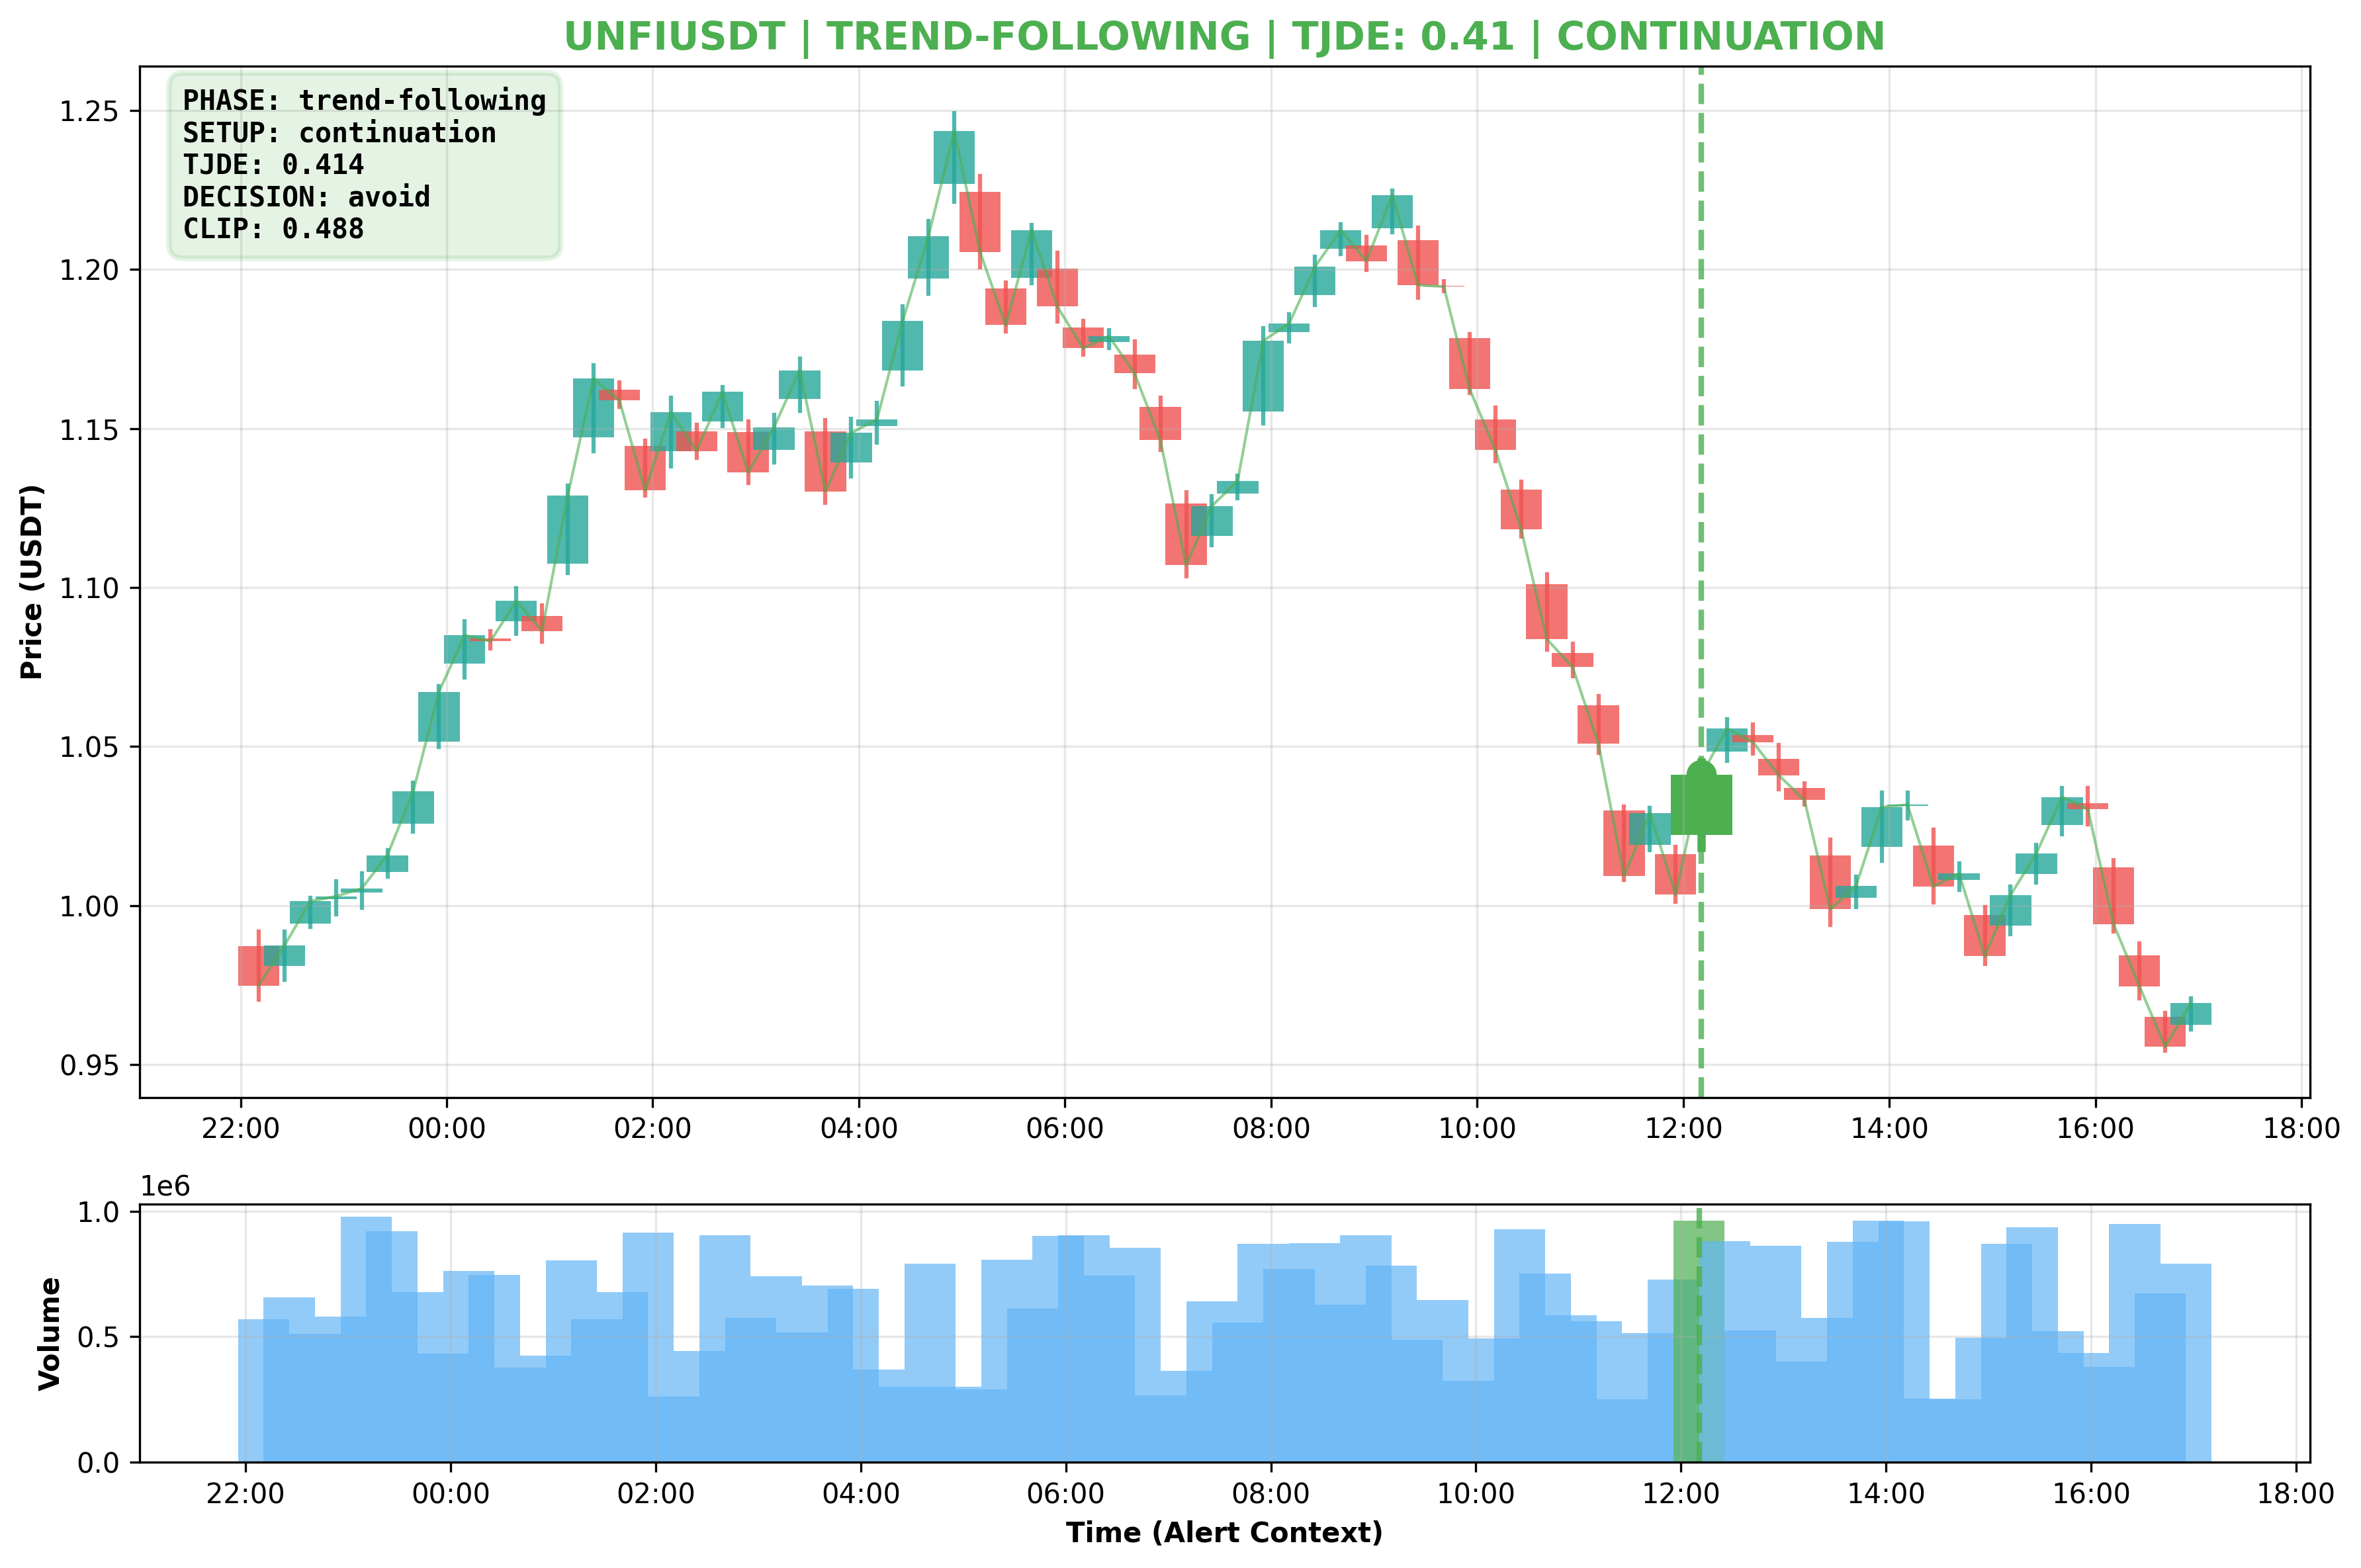 UNFIUSDT | TREND-FOLLOWING | TJDE: 0.41 | CONTINUATION
PHASE: trend-following
SETUP: continuation
TJDE: 0.414
DECISION: avoid
CLIP: 0.488
Price (USDT)
1.25
1.20
1.15
1.10
1.05
1.00
0.95
22:00 00:00 02:00 04:00 06:00 08:00 10:00 12:00 14:00 16:00 18:00
1e6
Volume
1.0
0.5
0.0
22:00 00:00 02:00 04:00 06:00 08:00 10:00 12:00 14:00 16:00 18:00
Time (Alert Context)